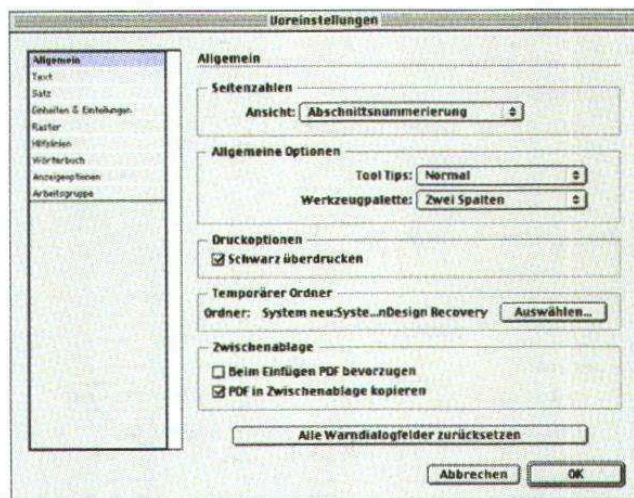 Voreinstellungen
Allgemein
Text
Satz
Einheiten & Einteilungen
Raster
Hilfslinien
Wörterbuch
Anzeigeoptionen
Arbeitsgruppe
Allgemein
Seitenzahlen
Ansicht: Abschnittsnummerierung
Allgemeine Optionen
Tool Tips: Normal
Werkzeugpalette: Zwei Spalten
Druckoptionen
Schwarz überdrucken
Temporärer Ordner
Ordner: System neu:Syste...nDesign Recovery Auswählen...
Zwischenablage
Beim Einfügen PDF bevorzugen
PDF in Zwischenablage kopieren
Alle Warndialogfelder zurücksetzen
Abbrechen OK